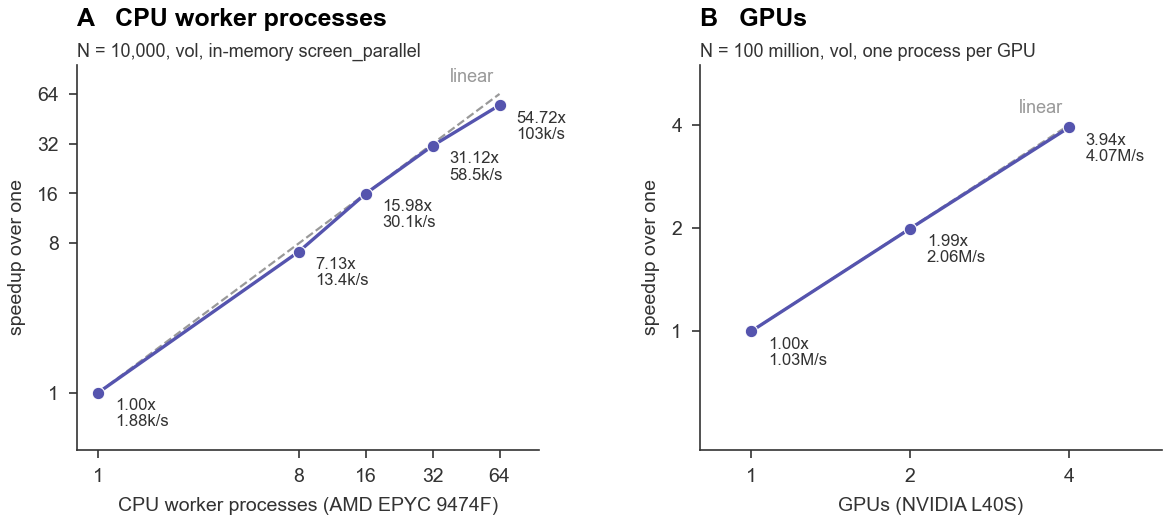 A CPU worker processes
N = 10,000, vol, in-memory screen_parallel
linear
64
32
16
8
1
speedup over one
54.72x
103k/s
31.12x
58.5k/s
15.98x
30.1k/s
7.13x
13.4k/s
1.00x
1.88k/s
1 8 16 32 64
CPU worker processes (AMD EPYC 9474F)
B GPUs
N = 100 million, vol, one process per GPU
linear
4
2
1
speedup over one
3.94x
4.07M/s
1.99x
2.06M/s
1.00x
1.03M/s
1 2 4
GPUs (NVIDIA L40S)